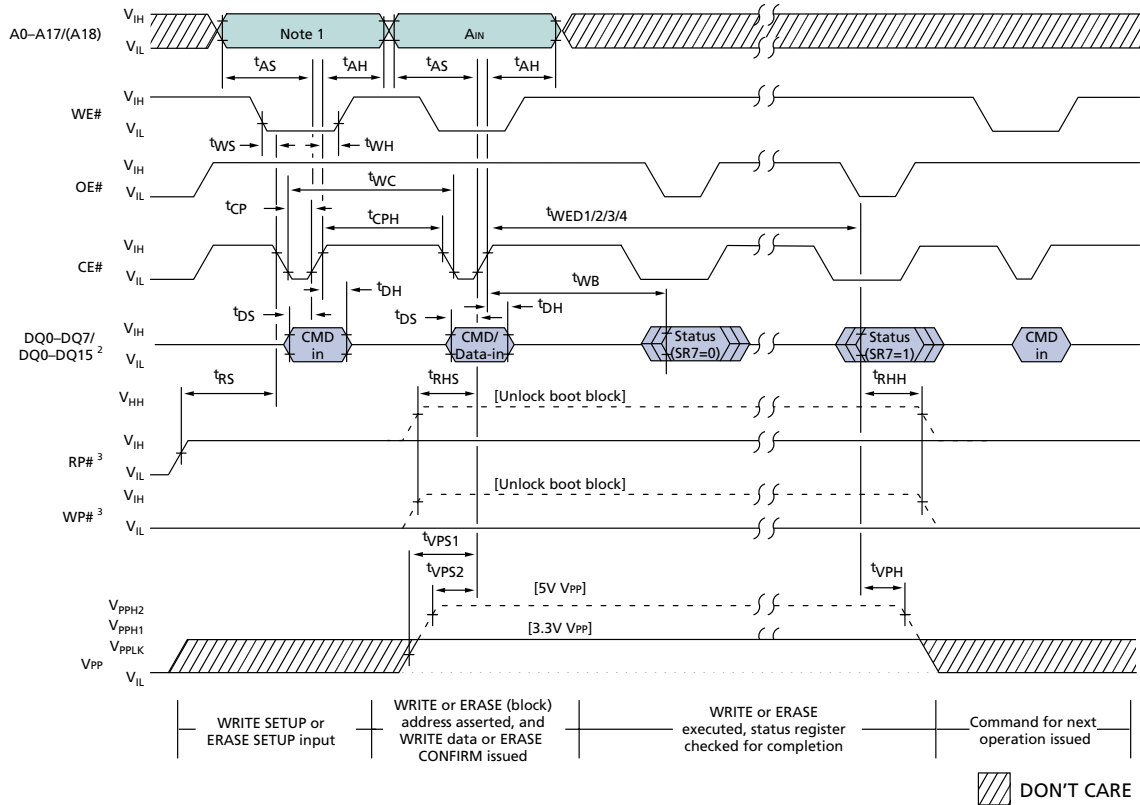 A0–A17/(A18)
VIH
VIL
Note 1
AIN
tAS
tAH
tAS
tAH
WE#
VIH
VIL
tWS
tWH
OE#
VIH
VIL
tWC
tCP
tCPH
tWED1/2/3/4
CE#
VIH
VIL
tWB
tDH
tDS
tDH
tDS
DQ0–DQ7/
DQ0–DQ15 2
VIH
VIL
CMD
in
CMD/
Data-in
Status
(SR7=0)
Status
(SR7=1)
CMD
in
tRS
tRHS
tRHH
[Unlock boot block]
VHH
VIH
RP# 3
VIL
[Unlock boot block]
VIH
WP# 3
VIL
tVPS1
tVPS2
tVPH
[5V VPP]
VPPH2
VPPH1
[3.3V VPP]
VPPLK
VPP
VIL
WRITE SETUP or
ERASE SETUP input
WRITE or ERASE (block)
address asserted, and
WRITE data or ERASE
CONFIRM issued
WRITE or ERASE
executed, status register
checked for completion
Command for next
operation issued
DON'T CARE